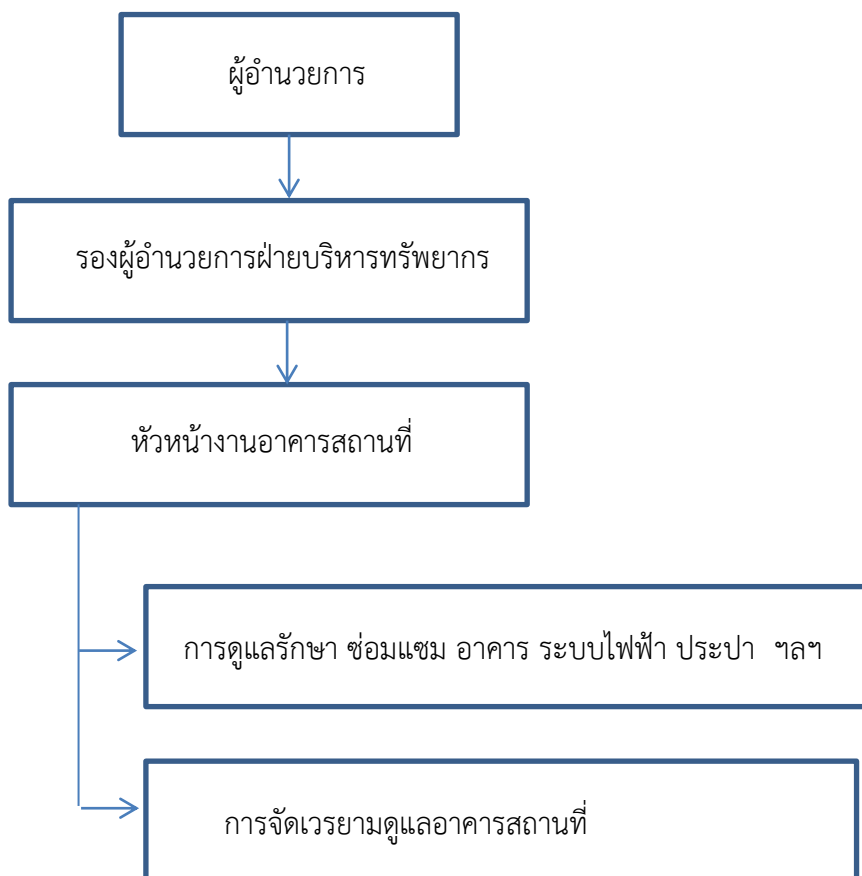 ผู้อำนวยการ
รองผู้อำนวยการฝ่ายบริหารทรัพยากร
หัวหน้างานอาคารสถานที่
การดูแลรักษา ซ่อมแซม อาคาร ระบบไฟฟ้า ประปา ฯลฯ
การจัดเวรยามดูแลอาคารสถานที่